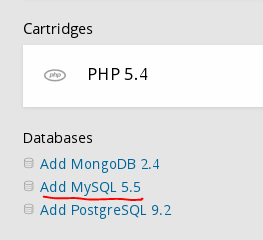 Cartridges
php
PHP 5.4
Databases
Add MongoDB 2.4
Add MySQL 5.5
Add PostgreSQL 9.2